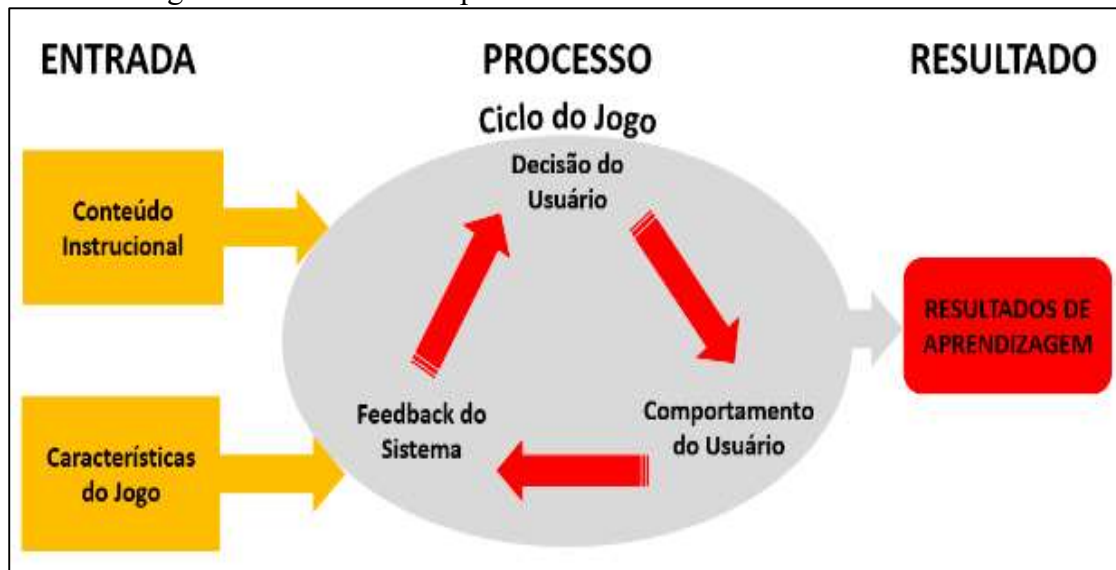 ENTRADA
PROCESSO
RESULTADO
Ciclo do Jogo
Decisão do
Usuário
Conteúdo
Instrucional
RESULTADOS DE
APRENDIZAGEM
Feedback do
Sistema
Comportamento
do Usuário
Características
do Jogo